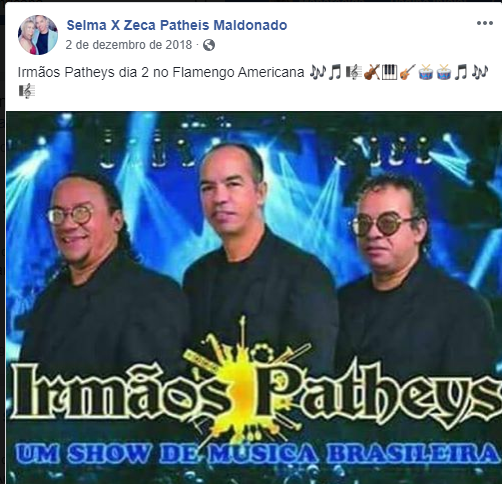 Selma X Zeca Patheis Maldonado
2 de dezembro de 2018 ·
Irmãos Patheys dia 2 no Flamengo Americana 🎶🎵🎼🎻🎹🎸🥁🥁🎵🎶
🎼
Irmãos Patheys
UM SHOW DE MÚSICA BRASILEIRA